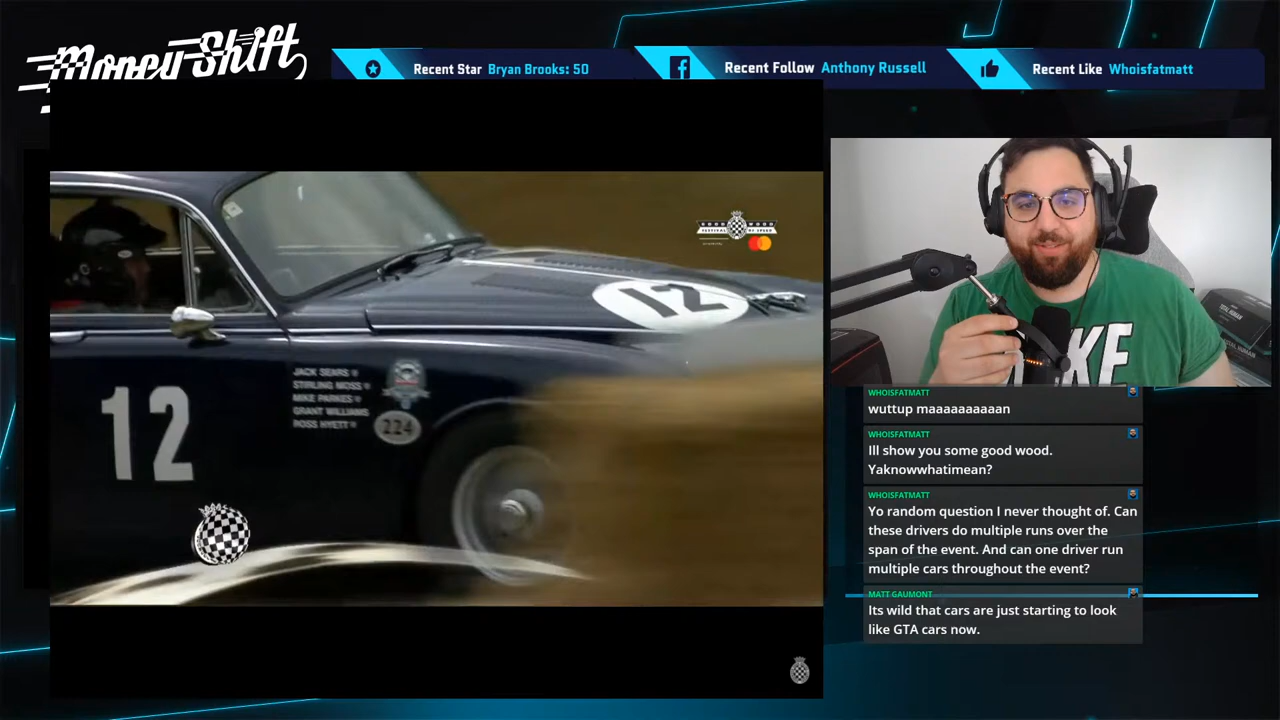 Money Shift
Recent Star Bryan Brooks: 50
Recent Follow Anthony Russell
Recent Like Whoisfatmatt
FESTIVAL OF SPEED
12
JACK SEARS
STIRLING MOSS
MIKE PARKES
GRANT WILLIAMS
ROSS HYETT
224
12
WHOISFATMATT
wuttup maaaaaaaaaan
WHOISFATMATT
Ill show you some good wood.
Yaknowwhatimean?
WHOISFATMATT
Yo random question I never thought of. Can
these drivers do multiple runs over the
span of the event. And can one driver run
multiple cars throughout the event?
MATT GAUMONT
Its wild that cars are just starting to look
like GTA cars now.